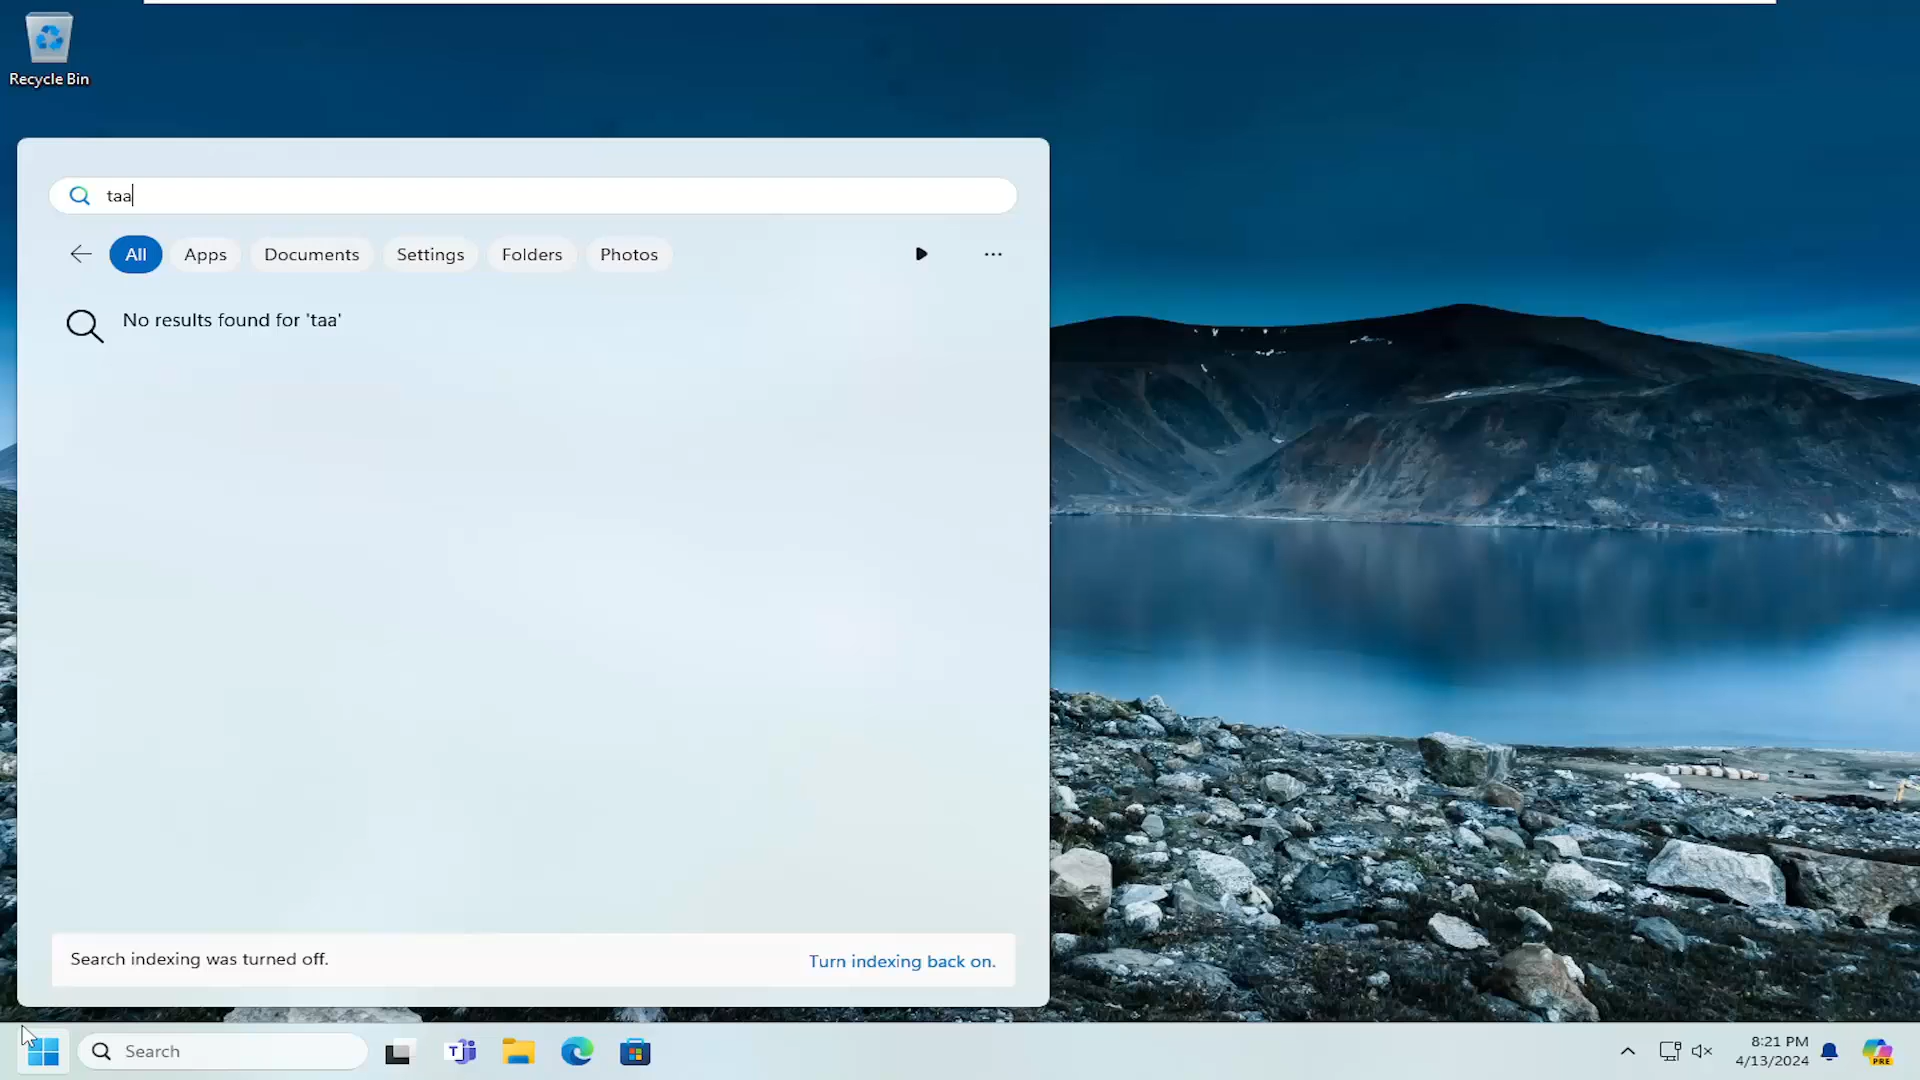 Recycle Bin
taa
All Apps Documents Settings Folders Photos
No results found for 'taa'
Search indexing was turned off. Turn indexing back on.
Search
8:21 PM
4/13/2024
PRE